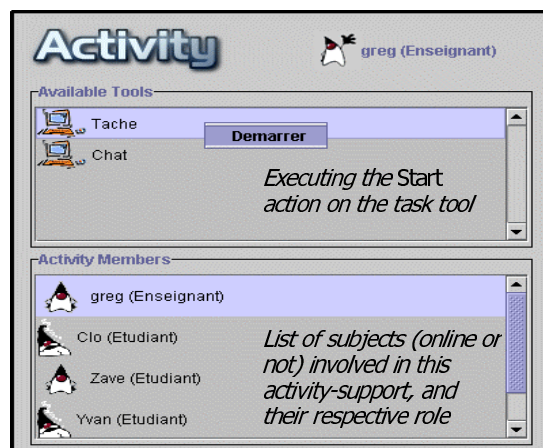 Activity
greg (Enseignant)
Available Tools
Tache
Demarrer
Chat
Executing the Start
action on the task tool
Activity Members
greg (Enseignant)
Clo (Etudiant)
List of subjects (online or
not) involved in this
Zave (Etudiant)
activity-support, and
their respective role
Yvan (Etudiant)